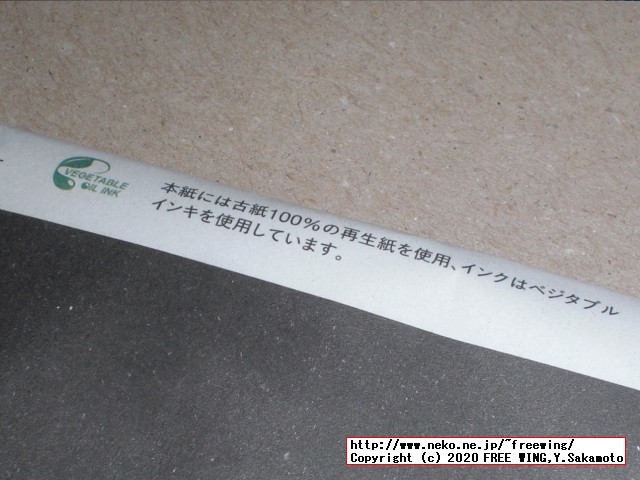 VEGETABLE
OIL INK
本紙には古紙100%の再生紙を使用、インクはベジタブル
インキを使用しています。
http://www.neko.ne.jp/~freewing/
Copyright (c) 2020 FREE WING,Y.Sakamoto